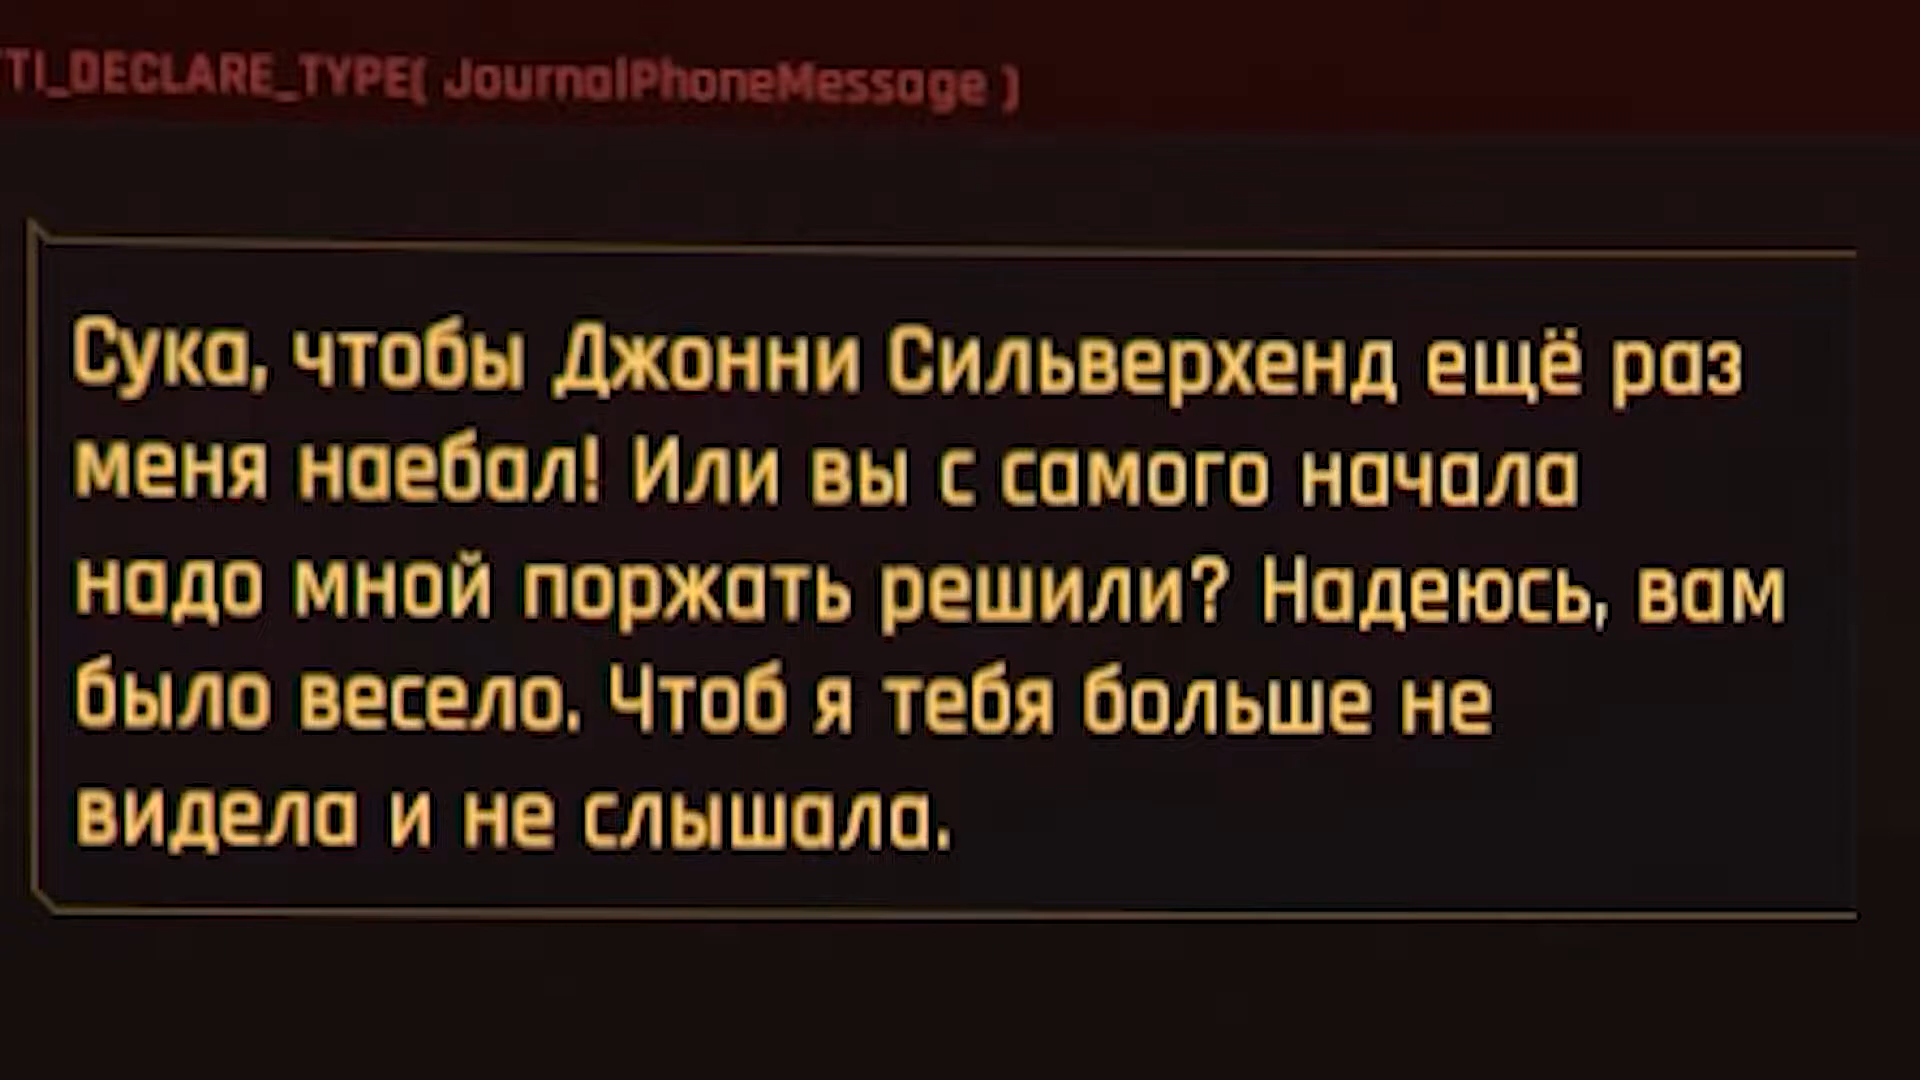 TI_DECLARE_TYPE( JournalPhoneMessage )
Сука, чтобы Джонни Сильверхенд ещё раз
меня наебал! Или вы с самого начала
надо мной поржать решили? Надеюсь, вам
было весело. Чтоб я тебя больше не
видела и не слышала.